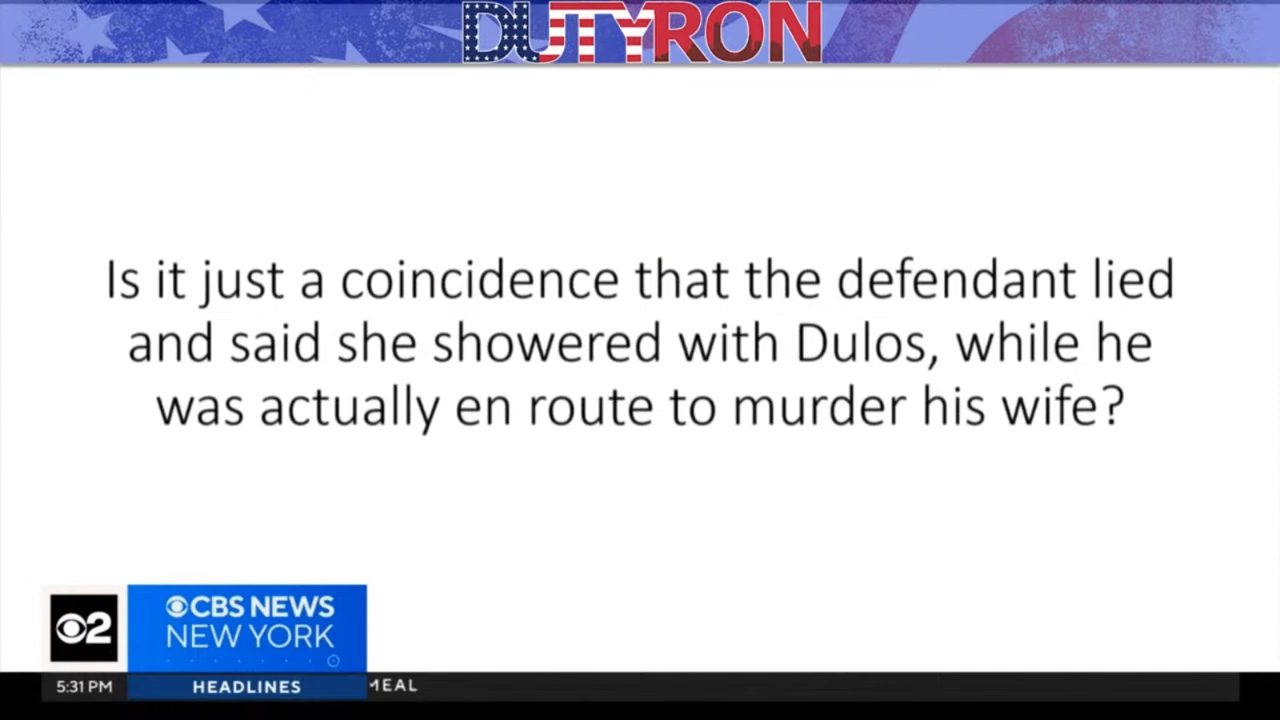 DUTYRON
Is it just a coincidence that the defendant lied
and said she showered with Dulos, while he
was actually en route to murder his wife?
2
CBS NEWS
NEW YORK
5:31 PM
HEADLINES
MEAL